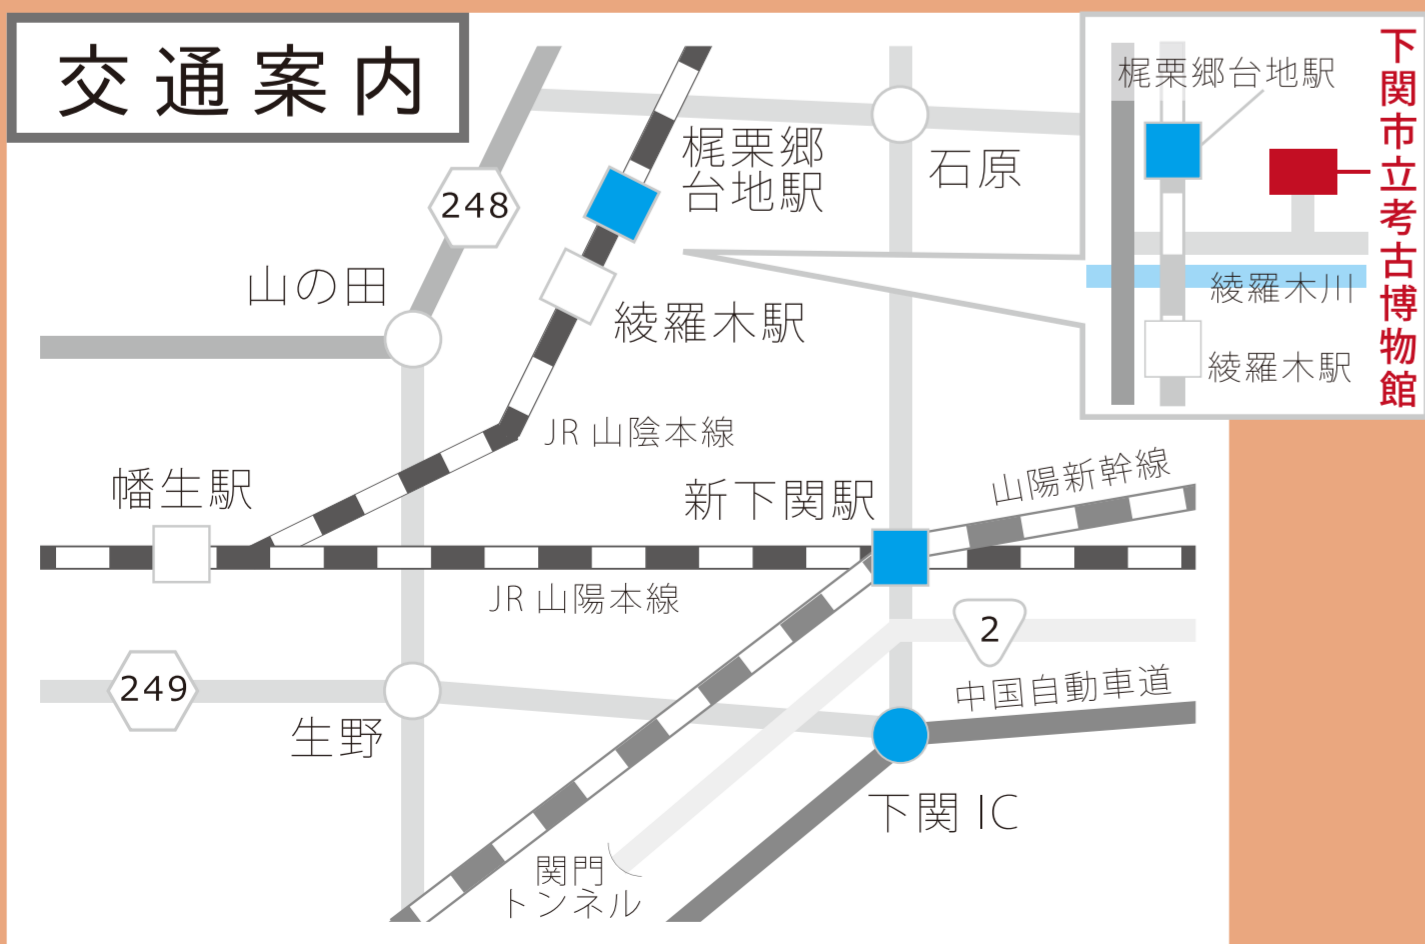 交通案内
梶栗郷台地駅
下関市立考古博物館
綾羅木川
綾羅木駅
梶栗郷
台地駅
石原
248
山の田
綾羅木駅
JR 山陰本線
幡生駅
新下関駅
山陽新幹線
JR 山陽本線
2
249
中国自動車道
生野
下関 IC
関門
トンネル